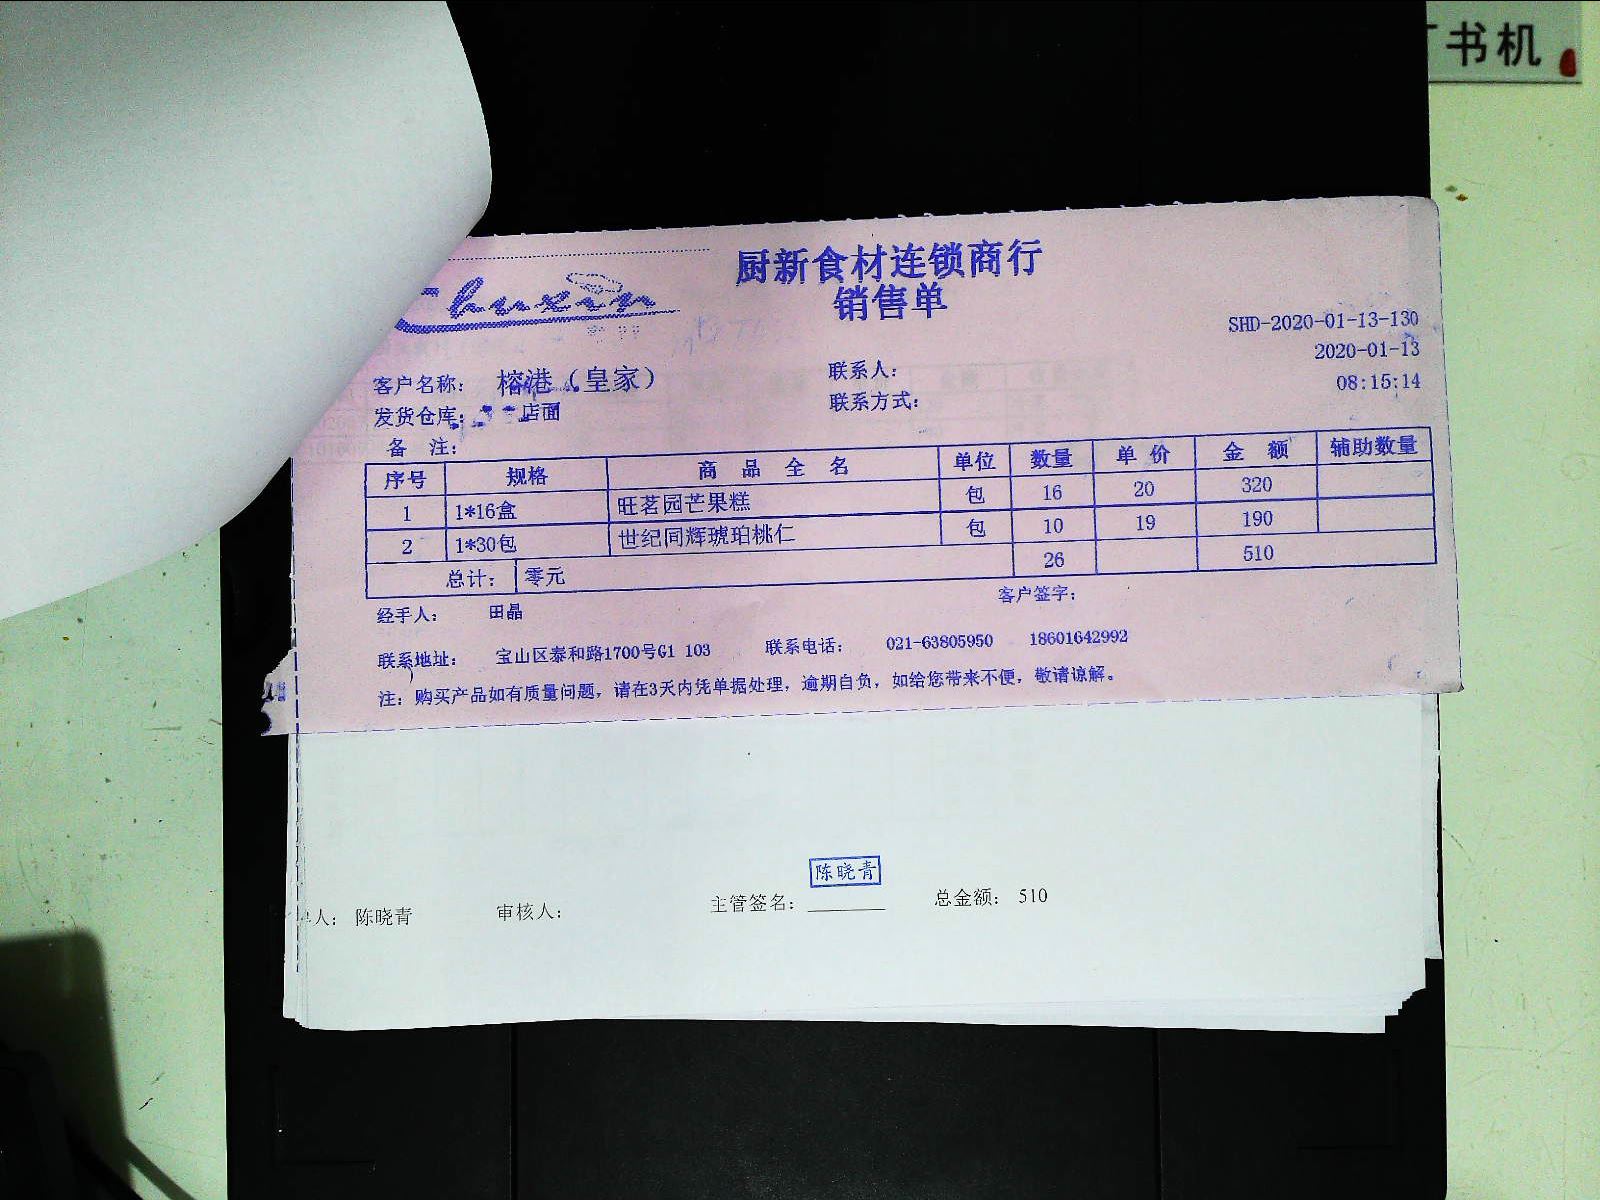 书机
Chuxin
厨新食材连锁商行
销售单
SHD-2020-01-13-130
2020-01-13
08:15:14
客户名称: 榕港（皇家） 联系人:
发货仓库: 店面 联系方式:
备 注:
序号 规格 商 品 全 名 单位 数量 单 价 金 额 辅助数量
1 1*16盒 旺茗园芒果糕 包 16 20 320
2 1*30包 世纪同辉琥珀桃仁 包 10 19 190
总计: 零元 26 510
经手人: 田晶 客户签字:
联系地址: 宝山区泰和路1700号G1 103 联系电话: 021-63805950 18601642992
注: 购买产品如有质量问题, 请在3天内凭单据处理, 逾期自负, 如给您带来不便, 敬请谅解。
陈晓青
人: 陈晓青 审核人: 主管签名: 总金额: 510